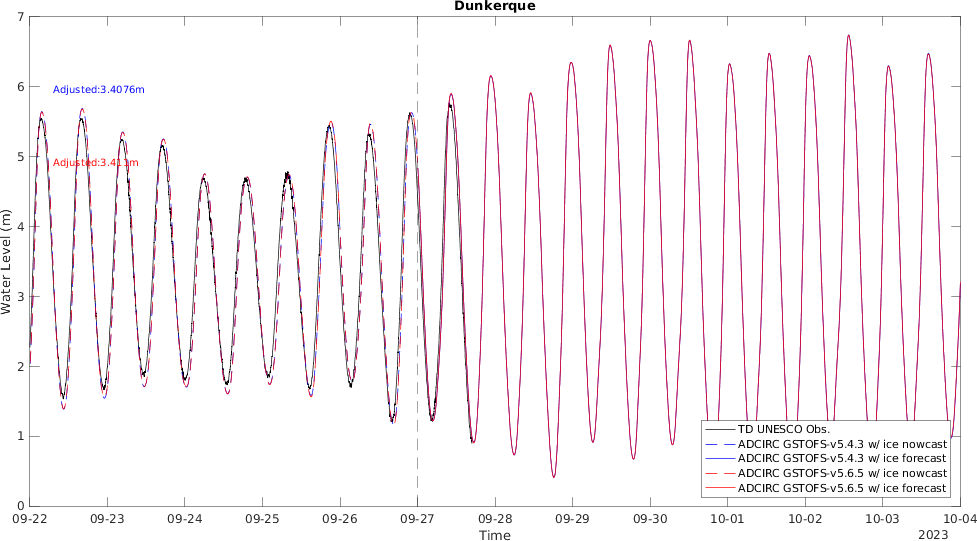 Dunkerque
7
6
5
4
3
2
1
0
Water Level (m)
Adjusted:3.4076m
Adjusted:3.411m
TD UNESCO Obs.
ADCIRC GSTOFS-v5.4.3 w/ ice nowcast
ADCIRC GSTOFS-v5.4.3 w/ ice forecast
ADCIRC GSTOFS-v5.6.5 w/ ice nowcast
ADCIRC GSTOFS-v5.6.5 w/ ice forecast
09-22 09-23 09-24 09-25 09-26 09-27 09-28 09-29 09-30 10-01 10-02 10-03 10-04
Time
2023